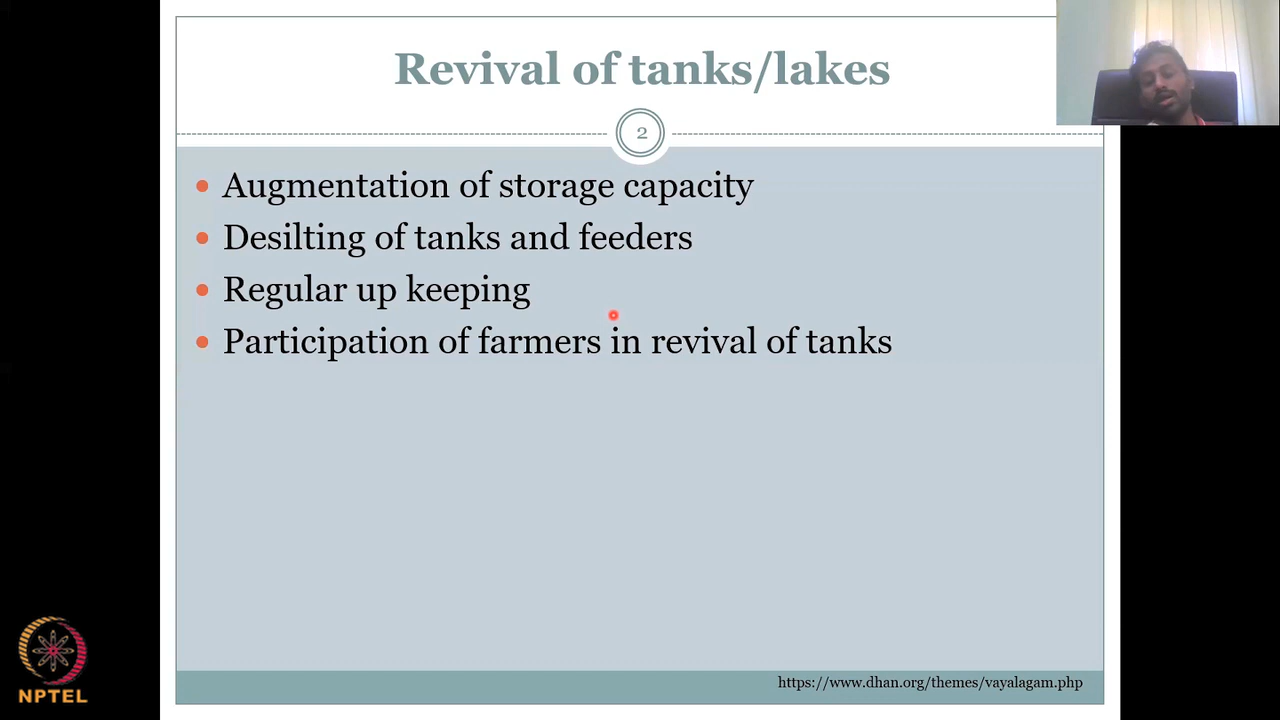 Revival of tanks/lakes
2
Augmentation of storage capacity
Desilting of tanks and feeders
Regular up keeping
Participation of farmers in revival of tanks
https://www.dhan.org/themes/vayalagam.php
NPTEL